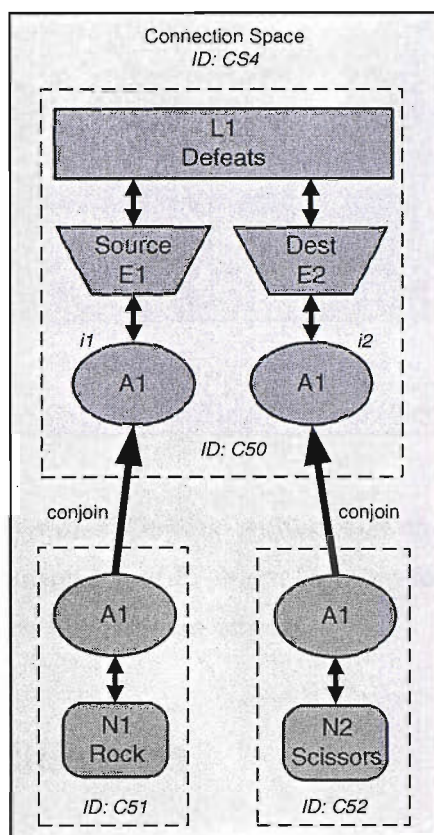 Connection Space
ID: CS4
L1
Defeats
Source
E1
Dest
E2
i1
i2
A1
A1
ID: C50
conjoin
conjoin
A1
A1
N1
Rock
N2
Scissors
ID: C51
ID: C52